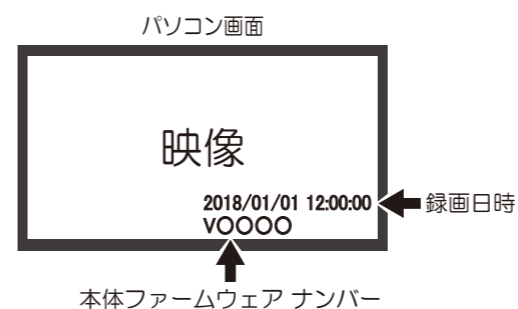 パソコン画面
映像
2018/01/01 12:00:00
録画日時
V○○○○
本体ファームウェア ナンバー